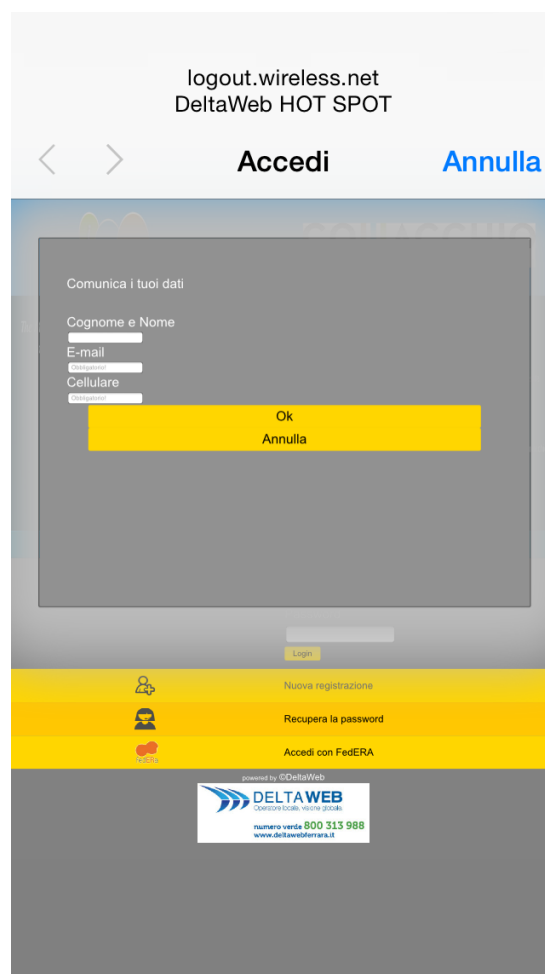 logout.wireless.net
DeltaWeb HOT SPOT
Accedi
Annulla
Comunica i tuoi dati
Cognome e Nome
E-mail
Obbligatorio!
Cellulare
Obbligatorio!
Ok
Annulla
Login
Nuova registrazione
Recupera la password
FedERa
Accedi con FedERA
powered by ©DeltaWeb
DELTAWEB
Operatore locale, visione globale.
numero verde 800 313 988
www.deltawebferrara.it